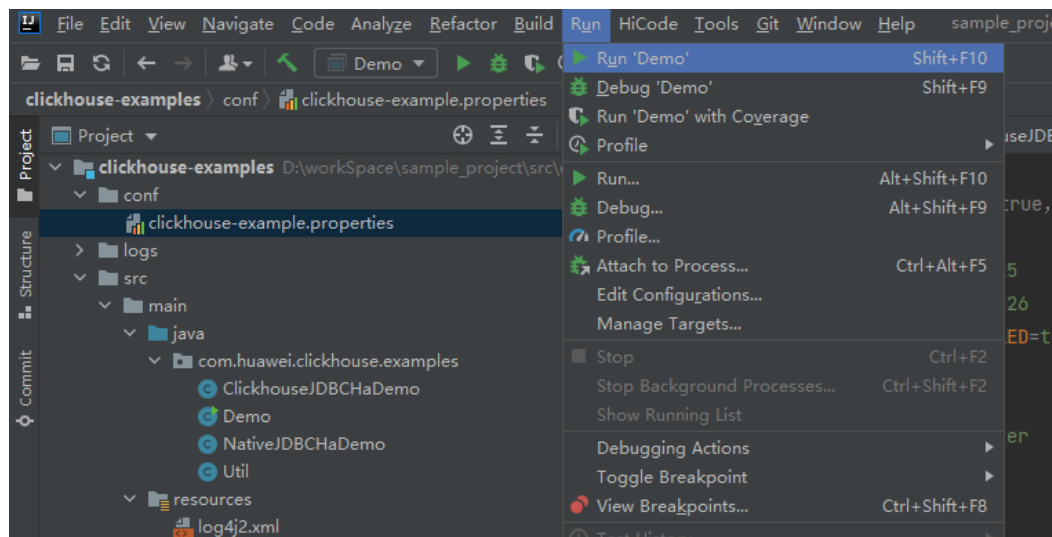 File Edit View Navigate Code Analyze Refactor Build Run HiCode Tools Git Window Help
Demo
clickhouse-examples conf clickhouse-example.properties
Project
Structure
Commit
Project
clickhouse-examples D:\workSpace\sample_project\src\
conf
clickhouse-example.properties
logs
src
main
java
com.huawei.clickhouse.examples
ClickhouseJDBCHaDemo
Demo
NativeJDBCHaDemo
Util
resources
log4j2.xml
Run 'Demo' Shift+F10
Debug 'Demo' Shift+F9
Run 'Demo' with Coverage
Profile
Run... Alt+Shift+F10
Debug... Alt+Shift+F9
Profile...
Attach to Process... Ctrl+Alt+F5
Edit Configurations...
Manage Targets...
Stop Ctrl+F2
Stop Background Processes... Ctrl+Shift+F2
Show Running List
Debugging Actions
Toggle Breakpoint
View Breakpoints... Ctrl+Shift+F8
rue,
5
26
ED=t
er